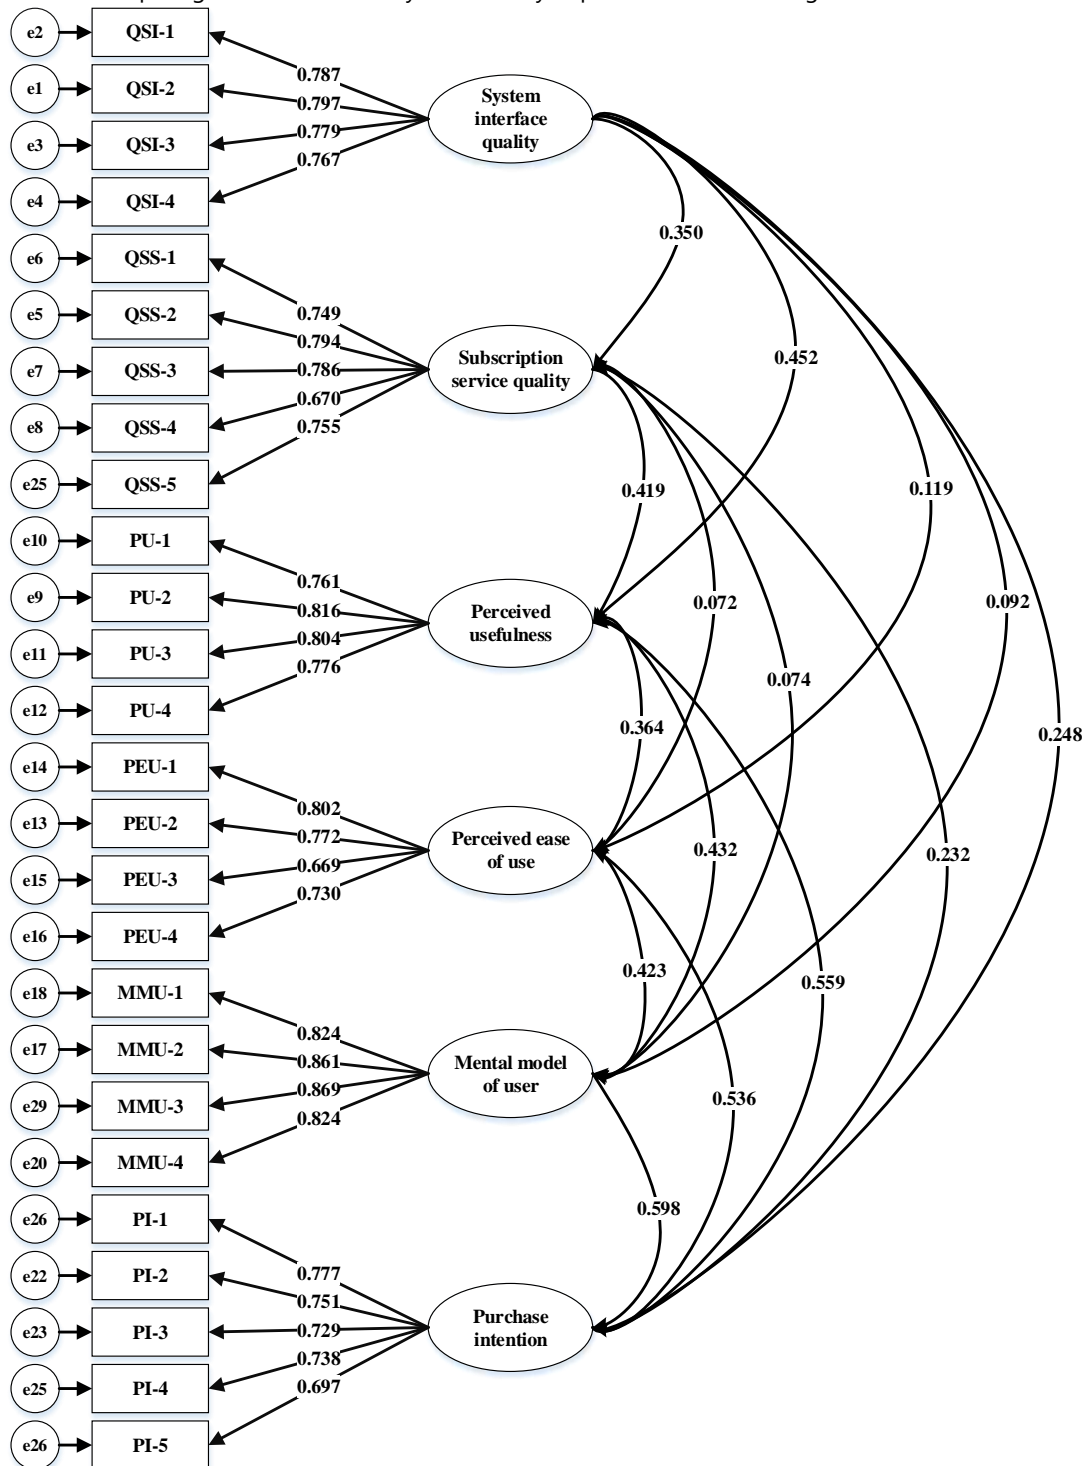 e2
QSI-1
e1
QSI-2
e3
QSI-3
e4
QSI-4
0.787
0.797
0.779
0.767
System
interface
quality
e6
QSS-1
e5
QSS-2
e7
QSS-3
e8
QSS-4
e25
QSS-5
0.749
0.794
0.786
0.670
0.755
Subscription
service quality
e10
PU-1
e9
PU-2
e11
PU-3
e12
PU-4
0.761
0.816
0.804
0.776
Perceived
usefulness
e14
PEU-1
e13
PEU-2
e15
PEU-3
e16
PEU-4
0.802
0.772
0.669
0.730
Perceived ease
of use
e18
MMU-1
e17
MMU-2
e29
MMU-3
e20
MMU-4
0.824
0.861
0.869
0.824
Mental model
of user
e26
PI-1
e22
PI-2
e23
PI-3
e25
PI-4
e26
PI-5
0.777
0.751
0.729
0.738
0.697
Purchase
intention
0.350
0.452
0.119
0.092
0.248
0.419
0.072
0.074
0.232
0.364
0.432
0.559
0.423
0.536
0.598